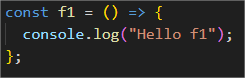 const f1 = () => {
  console.log("Hello f1");
};